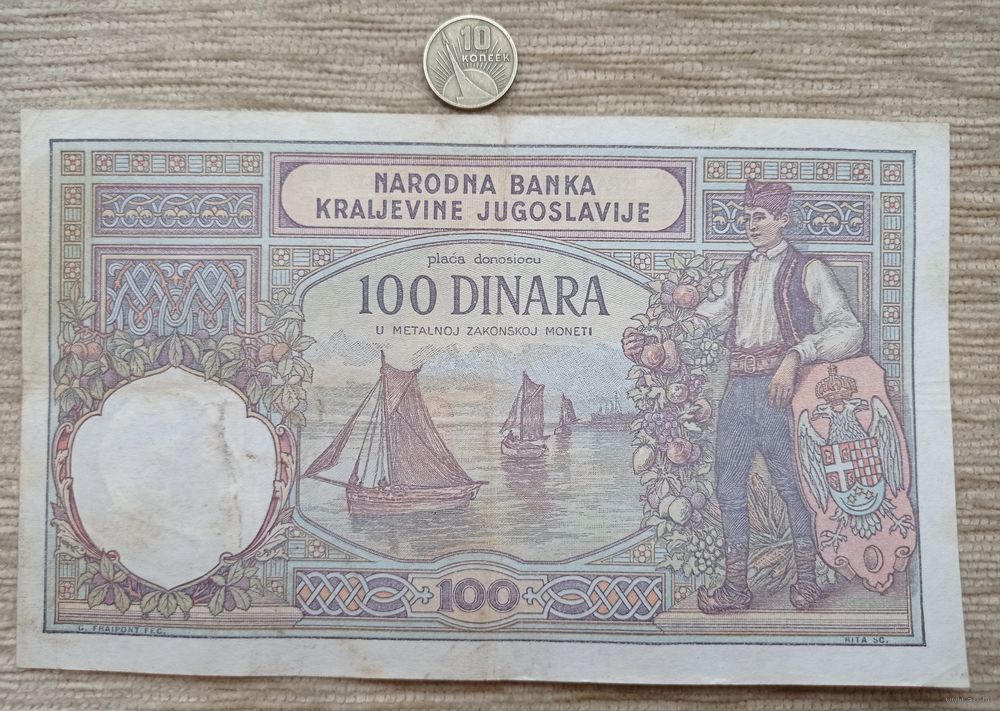 10
КОПЕЕК
NARODNA BANKA
KRALJEVINE JUGOSLAVIJE
plaća donosiocu
100 DINARA
U METALNOJ ZAKONSKOJ MONETI
100
G. FRAIPONT FEC.
RITA SC.